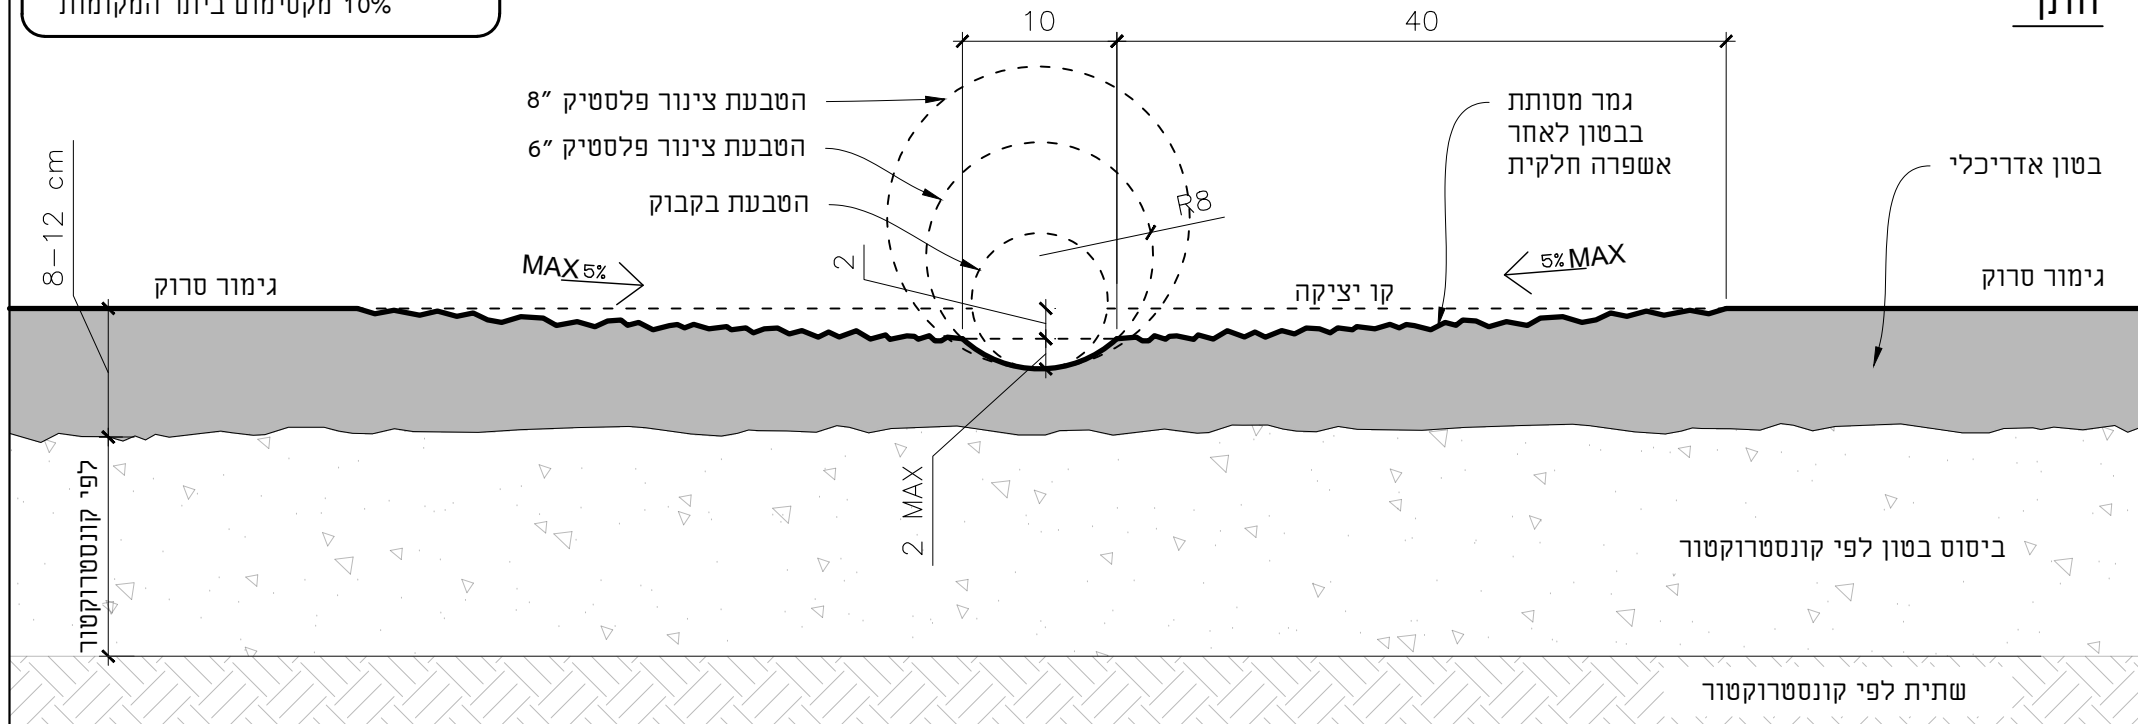 10% מקסימום ביתר המקומות
חתך
10
40
הטבעת צינור פלסטיק 8"
הטבעת צינור פלסטיק 6"
הטבעת בקבוק
גמר מסותת
בבטון לאחר
אשפרה חלקית
בטון אדריכלי
R8
8-12 cm
2
MAX 5%
5% MAX
גימור סרוק
קו יציקה
גימור סרוק
2 MAX
לפי קונסטרוקטור
ביסוס בטון לפי קונסטרוקטור
שתית לפי קונסטרוקטור